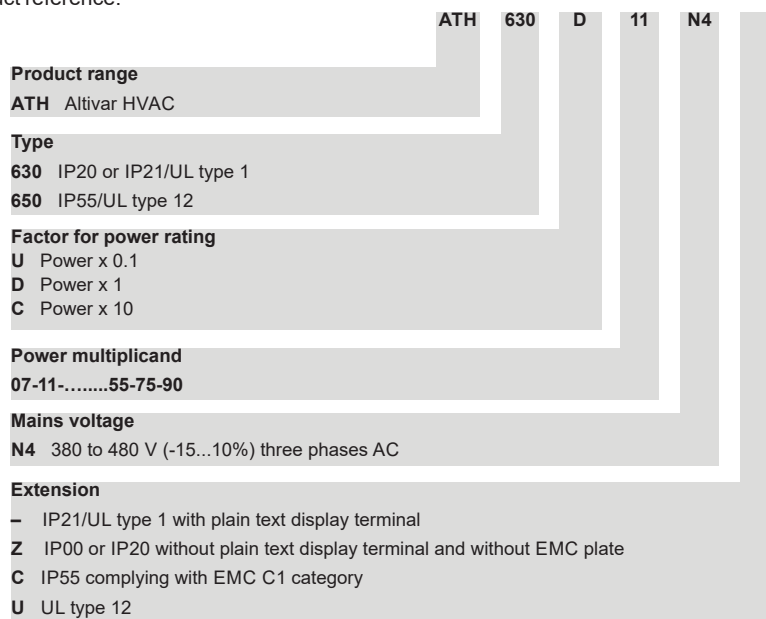 act reference.
ATH 630 D 11 N4
Product range
ATH Altivar HVAC
Type
630 IP20 or IP21/UL type 1
650 IP55/UL type 12
Factor for power rating
U Power x 0.1
D Power x 1
C Power x 10
Power multiplicand
07-11-….....55-75-90
Mains voltage
N4 380 to 480 V (-15...10%) three phases AC
Extension
– IP21/UL type 1 with plain text display terminal
Z IP00 or IP20 without plain text display terminal and without EMC plate
C IP55 complying with EMC C1 category
U UL type 12